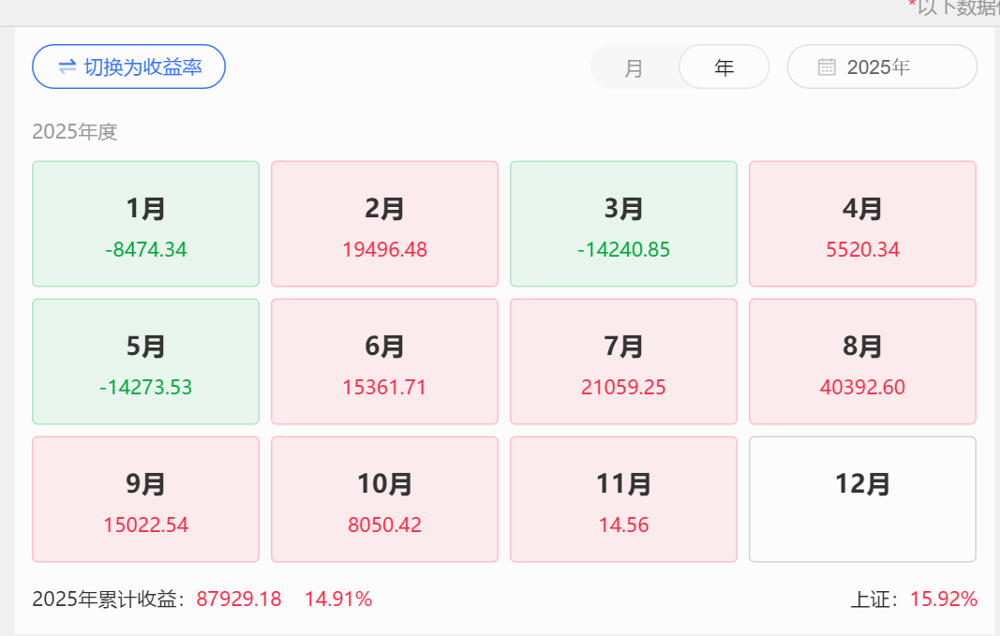 *以下数据
切换为收益率 月 年 2025年
2025年度
1月 2月 3月 4月
-8474.34 19496.48 -14240.85 5520.34
5月 6月 7月 8月
-14273.53 15361.71 21059.25 40392.60
9月 10月 11月 12月
15022.54 8050.42 14.56
2025年累计收益：87929.18 14.91% 上证：15.92%